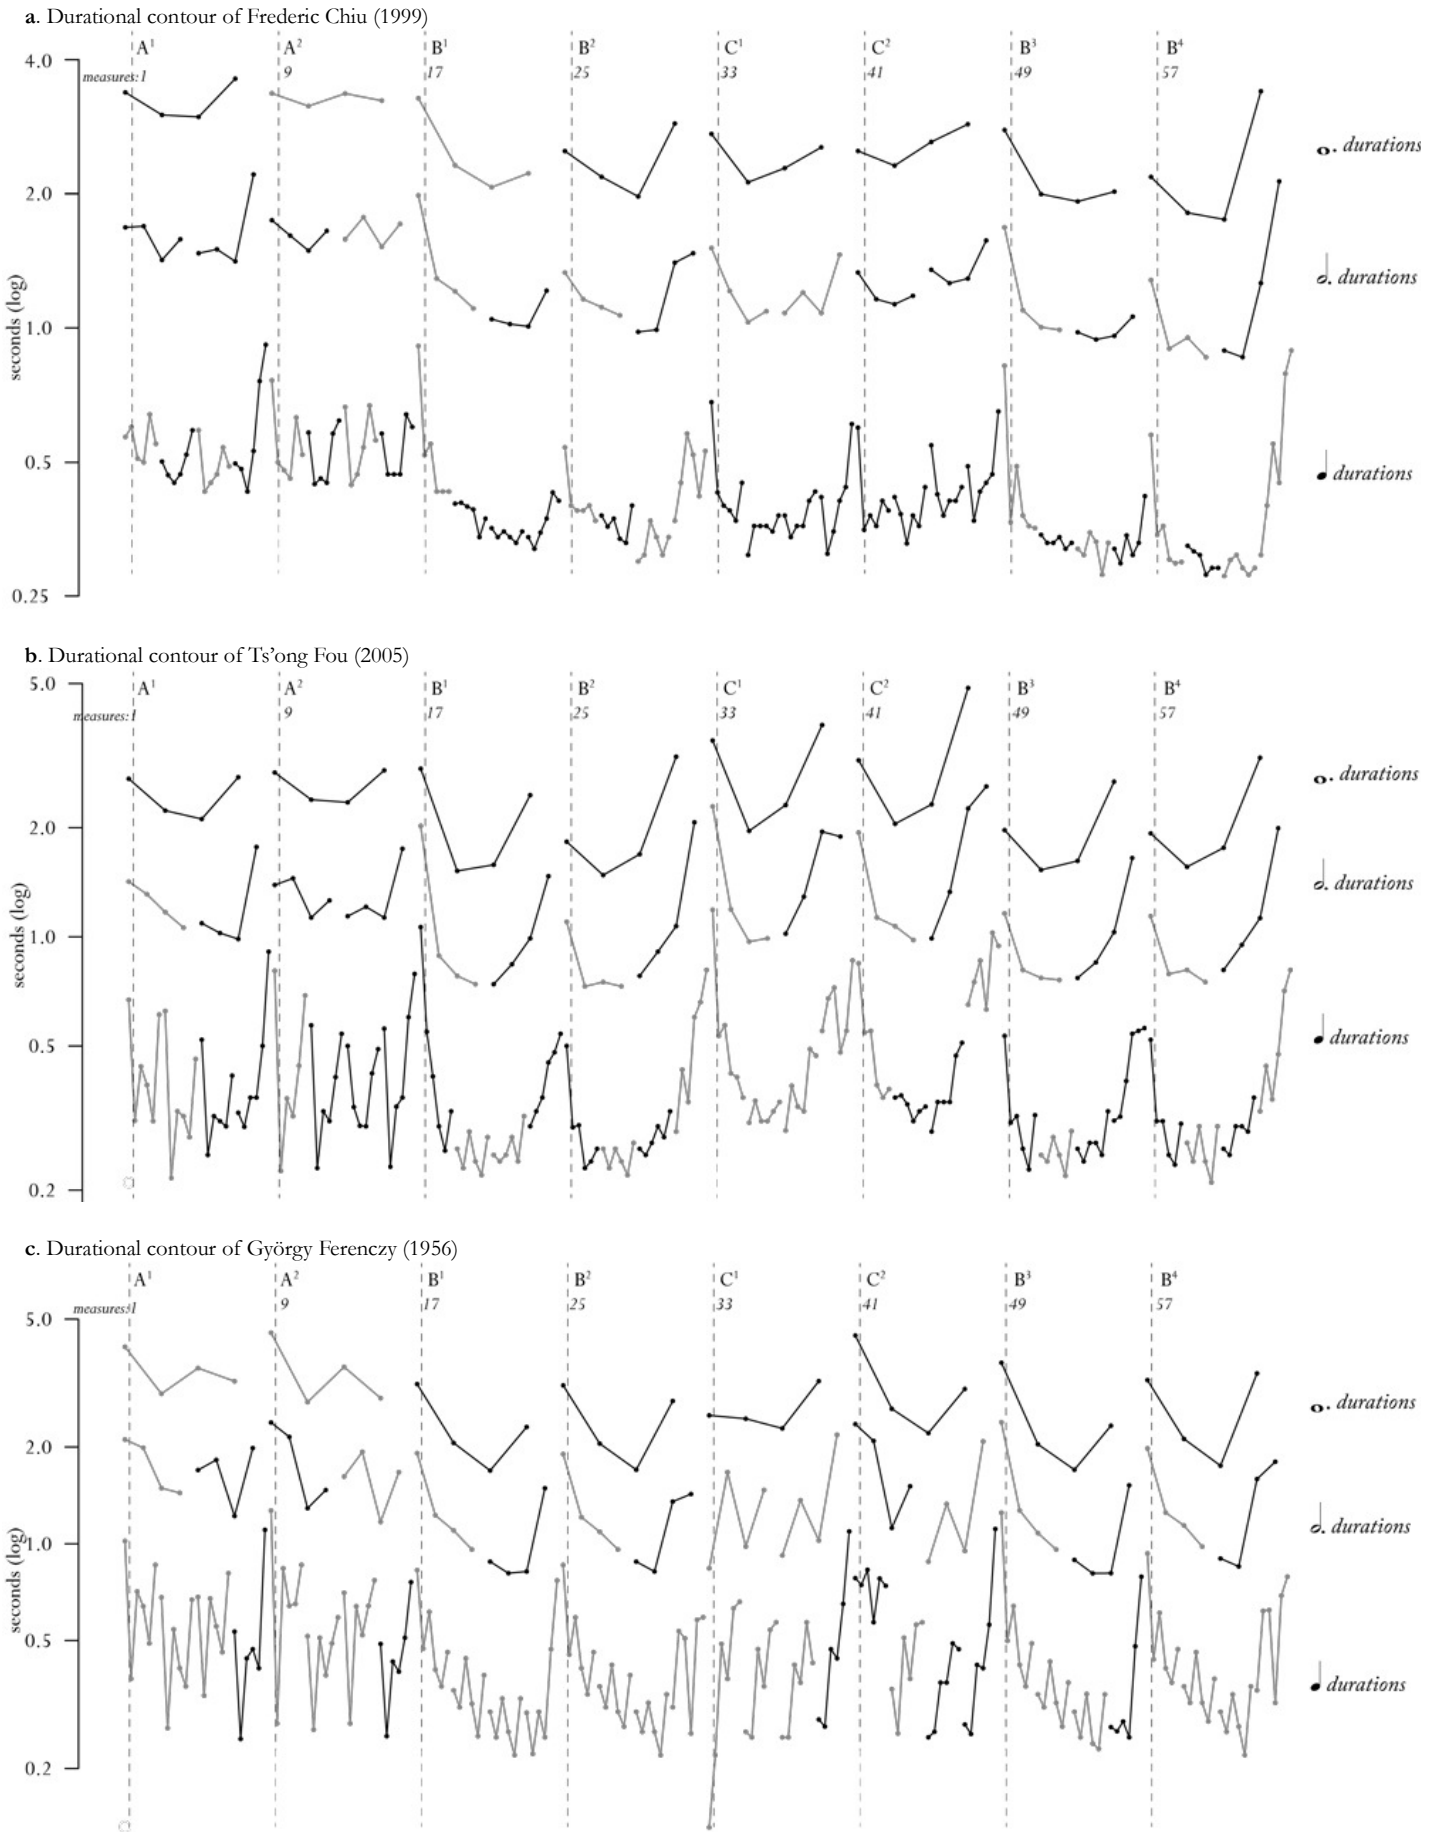 a. Durational contour of Frederic Chiu (1999)
A¹ A² B¹ B² C¹ C² B³ B⁴
measures: 1 9 17 25 33 41 49 57
4.0
𝅝. durations
2.0
𝅗𝅥. durations
seconds (log)
1.0
0.5
♩ durations
0.25
b. Durational contour of Ts’ong Fou (2005)
5.0
A¹ A² B¹ B² C¹ C² B³ B⁴
measures: 1 9 17 25 33 41 49 57
𝅝. durations
2.0
𝅗𝅥. durations
seconds (log)
1.0
0.5
♩ durations
0.2
c. Durational contour of György Ferenczy (1956)
A¹ A² B¹ B² C¹ C² B³ B⁴
measures: 1 9 17 25 33 41 49 57
5.0
𝅝. durations
2.0
seconds (log)
1.0
𝅗𝅥. durations
0.5
♩ durations
0.2